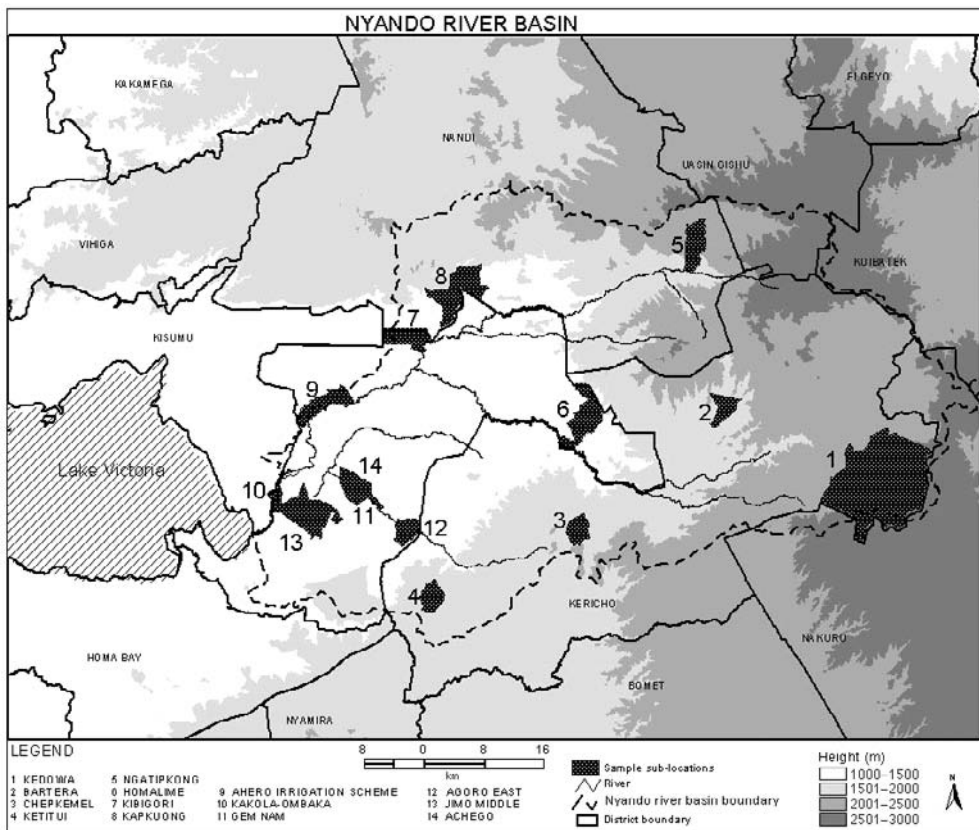 NYANDO RIVER BASIN
KAKAMEGA
ELGEYO
NANDI
UASIN GISHU
VIHIGA
KOIBATEK
5
8
7
KISUMU
9
6
2
Lake Victoria
1
14
10
11
13
12
3
4
KERICHO
NAKURU
HOMA BAY
BOMET
NYAMIRA
LEGEND
8 0 8 16
km
1 KEDOWA
2 BARTERA
3 CHEPKEMEL
4 KETITUI
5 NGATIPKONG
6 HOMALIME
7 KIBIGORI
8 KAPKUONG
9 AHERO IRRIGATION SCHEME
10 KAKOLA-OMBAKA
11 GEM NAM
12 AGORO EAST
13 JIMO MIDDLE
14 ACHEGO
Sample sub-locations
River
Nyando river basin boundary
District boundary
Height (m)
1000-1500
1501-2000
2001-2500
2501-3000
N